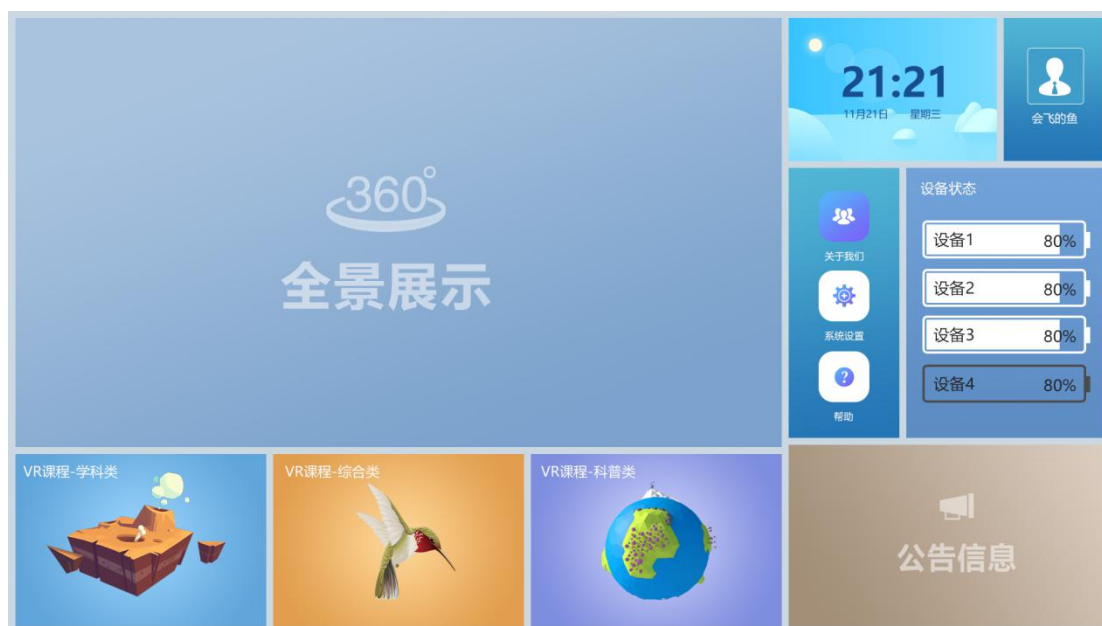 360°
全景展示
21:21
11月21日 星期三
会飞的鱼
关于我们
系统设置
帮助
设备状态
设备1 80%
设备2 80%
设备3 80%
设备4 80%
VR课程-学科类
VR课程-综合类
VR课程-科普类
公告信息